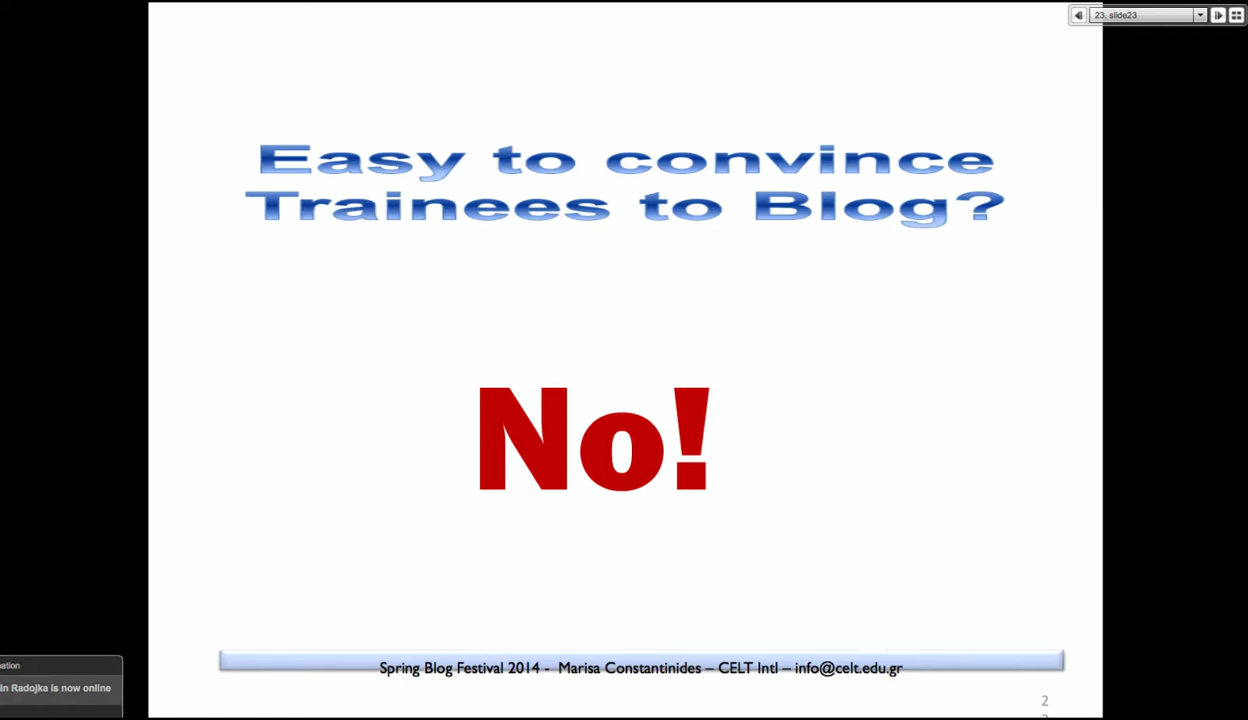 23. slide23
Easy to convince
Trainees to Blog?
No!
Spring Blog Festival 2014 - Marisa Constantinides – CELT Intl – info@celt.edu.gr
ation
in Radojka is now online
2